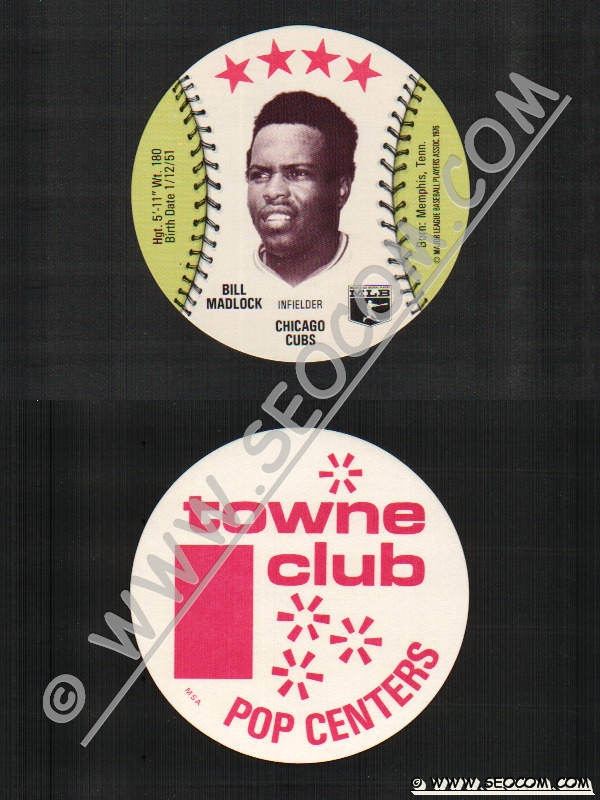 Hgt. 5'-11" Wt. 180
Birth Date 1/12/51
Born: Memphis, Tenn.
© MAJOR LEAGUE BASEBALL PLAYERS ASSOC. 1976
BILL
MADLOCK
INFIELDER
MLB
CHICAGO
CUBS
© WWW.SEOCOM.COM
towne
club
MSA
POP CENTERS
© WWW.SEOCOM.COM